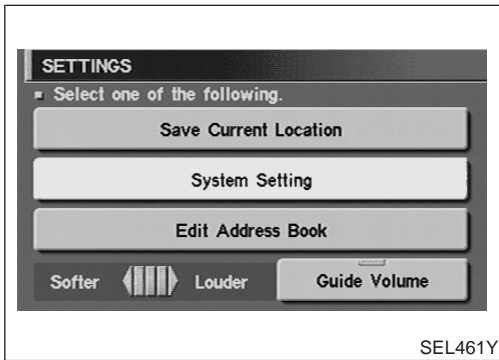 SETTINGS
Select one of the following.
Save Current Location
System Setting
Edit Address Book
Softer Louder Guide Volume
SEL461Y